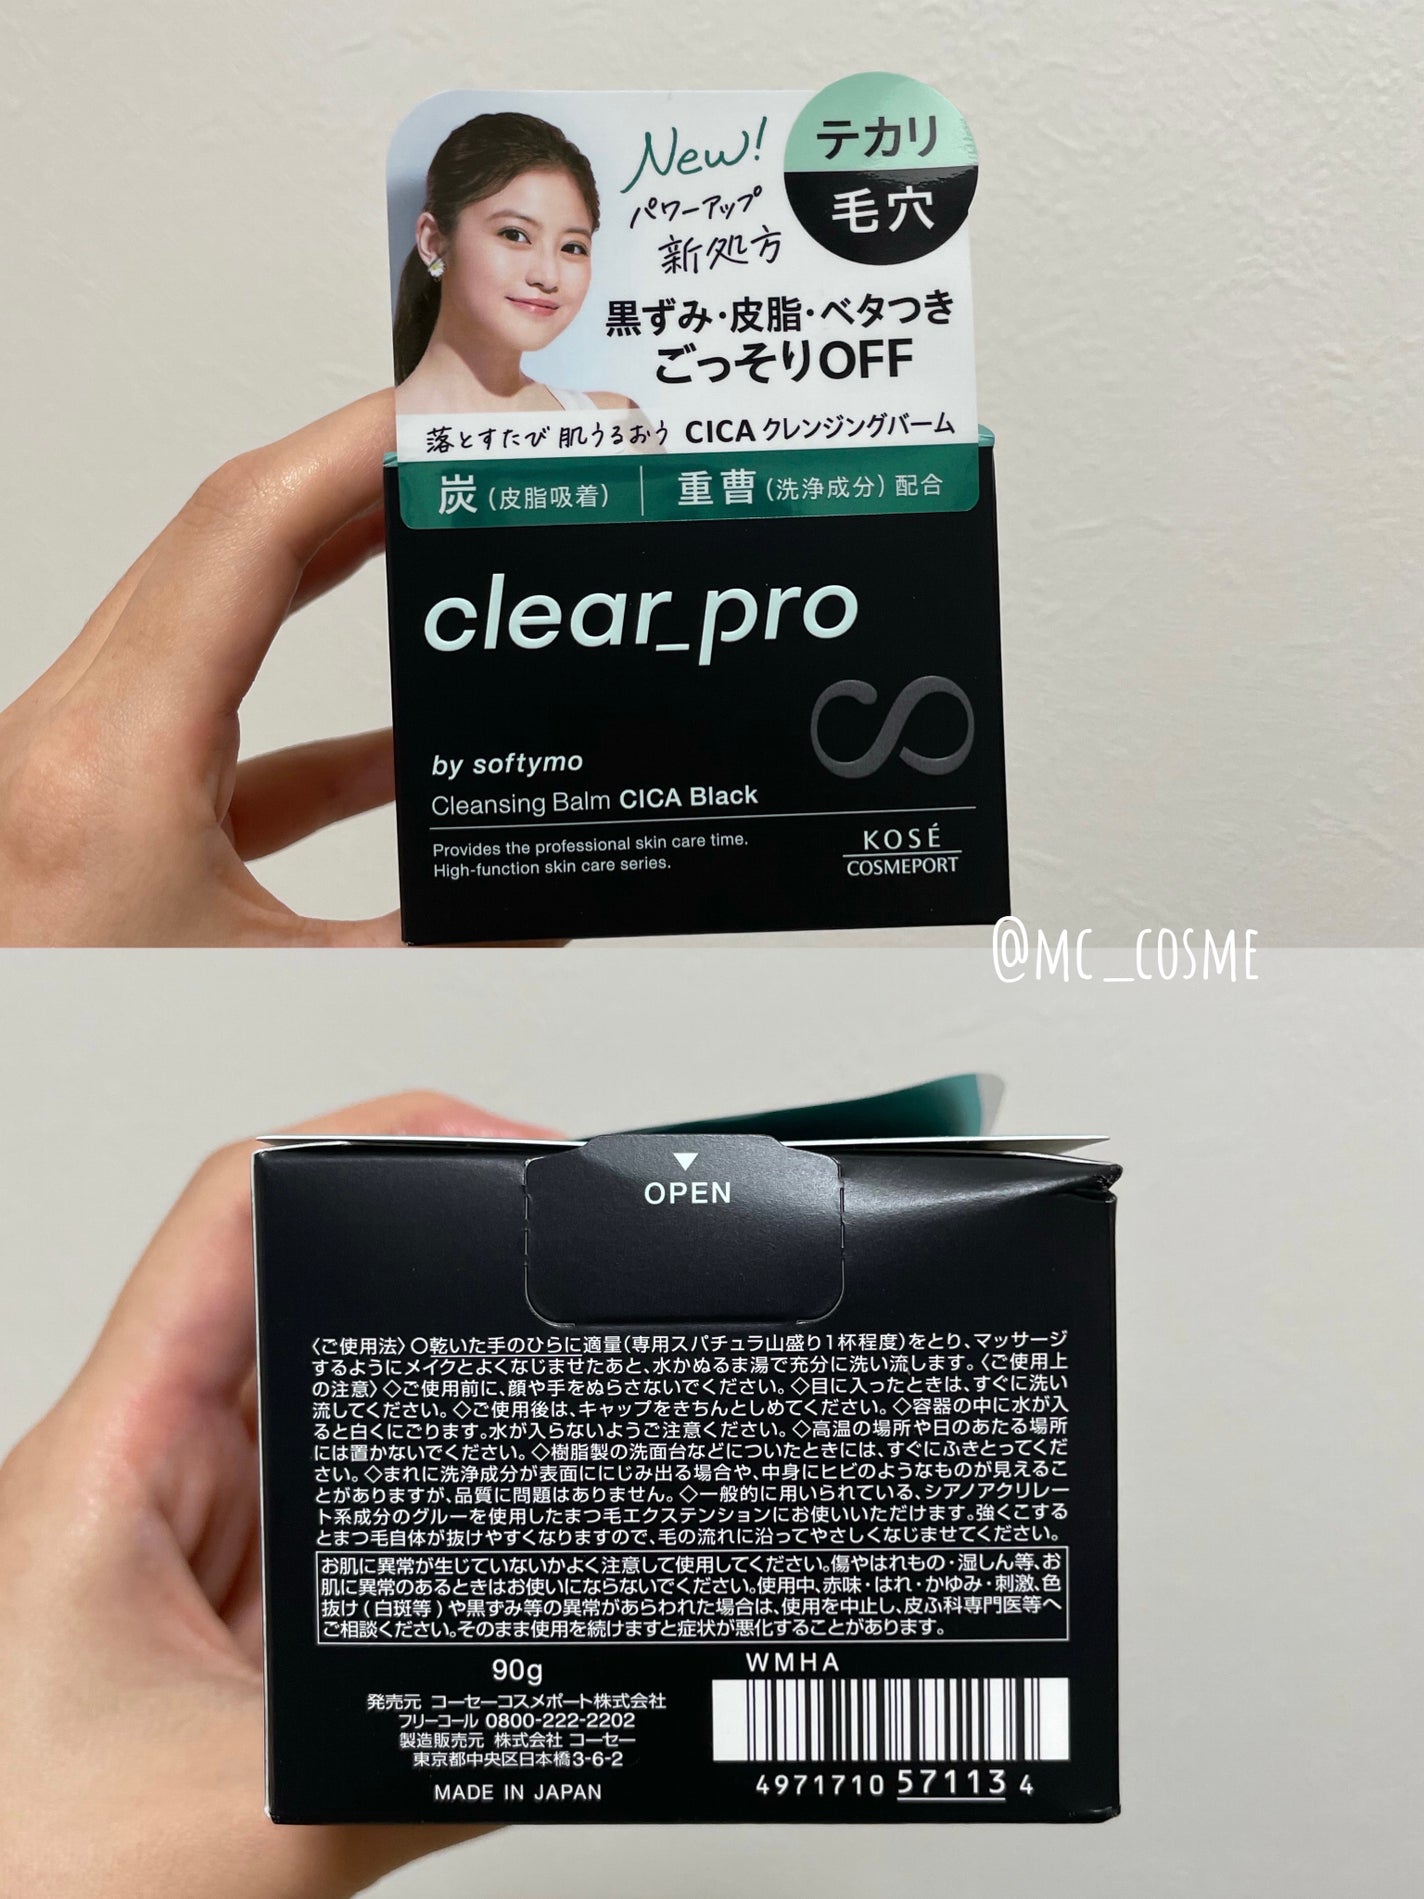 New!
パワーアップ
新処方
テカリ
毛穴
黒ずみ・皮脂・ベタつき
ごっそりOFF
落とすたび 肌うるおう CICA クレンジングバーム
炭(皮脂吸着) 重曹(洗浄成分)配合
clear_pro
by softymo
Cleansing Balm CICA Black
Provides the professional skin care time.
High-function skin care series.
KOSÉ
COSMEPORT
@MC_COSME
OPEN
〈ご使用法〉○乾いた手のひらに適量(専用スパチュラ山盛り1杯程度)をとり、マッサージ
するようにメイクとよくなじませたあと、水かぬるま湯で充分に洗い流します。〈ご使用上
の注意〉◇ご使用前に、顔や手をぬらさないでください。◇目に入ったときは、すぐに洗い
流してください。◇ご使用後は、キャップをきちんとしめてください。◇容器の中に水が入
ると白くにごります。水が入らないようご注意ください。◇高温の場所や日のあたる場所
には置かないでください。◇樹脂製の洗面台などについたときには、すぐにふきとってくだ
さい。◇まれに洗浄成分が表面ににじみ出る場合や、中身にヒビのようなものが見えるこ
とがありますが、品質に問題はありません。◇一般的に用いられている、シアノアクリレー
ト系成分のグルーを使用したまつ毛エクステンションにお使いいただけます。強くこする
とまつ毛自体が抜けやすくなりますので、毛の流れに沿ってやさしくなじませてください。
お肌に異常が生じていないかよく注意して使用してください。傷やはれもの・湿しん等、お
肌に異常のあるときはお使いにならないでください。使用中、赤味・はれ・かゆみ・刺激、色
抜け(白斑等)や黒ずみ等の異常があらわれた場合は、使用を中止し、皮ふ科専門医等へ
ご相談ください。そのまま使用を続けますと症状が悪化することがあります。
90g
発売元 コーセーコスメポート株式会社
フリーコール 0800-222-2202
製造販売元 株式会社 コーセー
東京都中央区日本橋3-6-2
MADE IN JAPAN
WMHA
4971710 571134